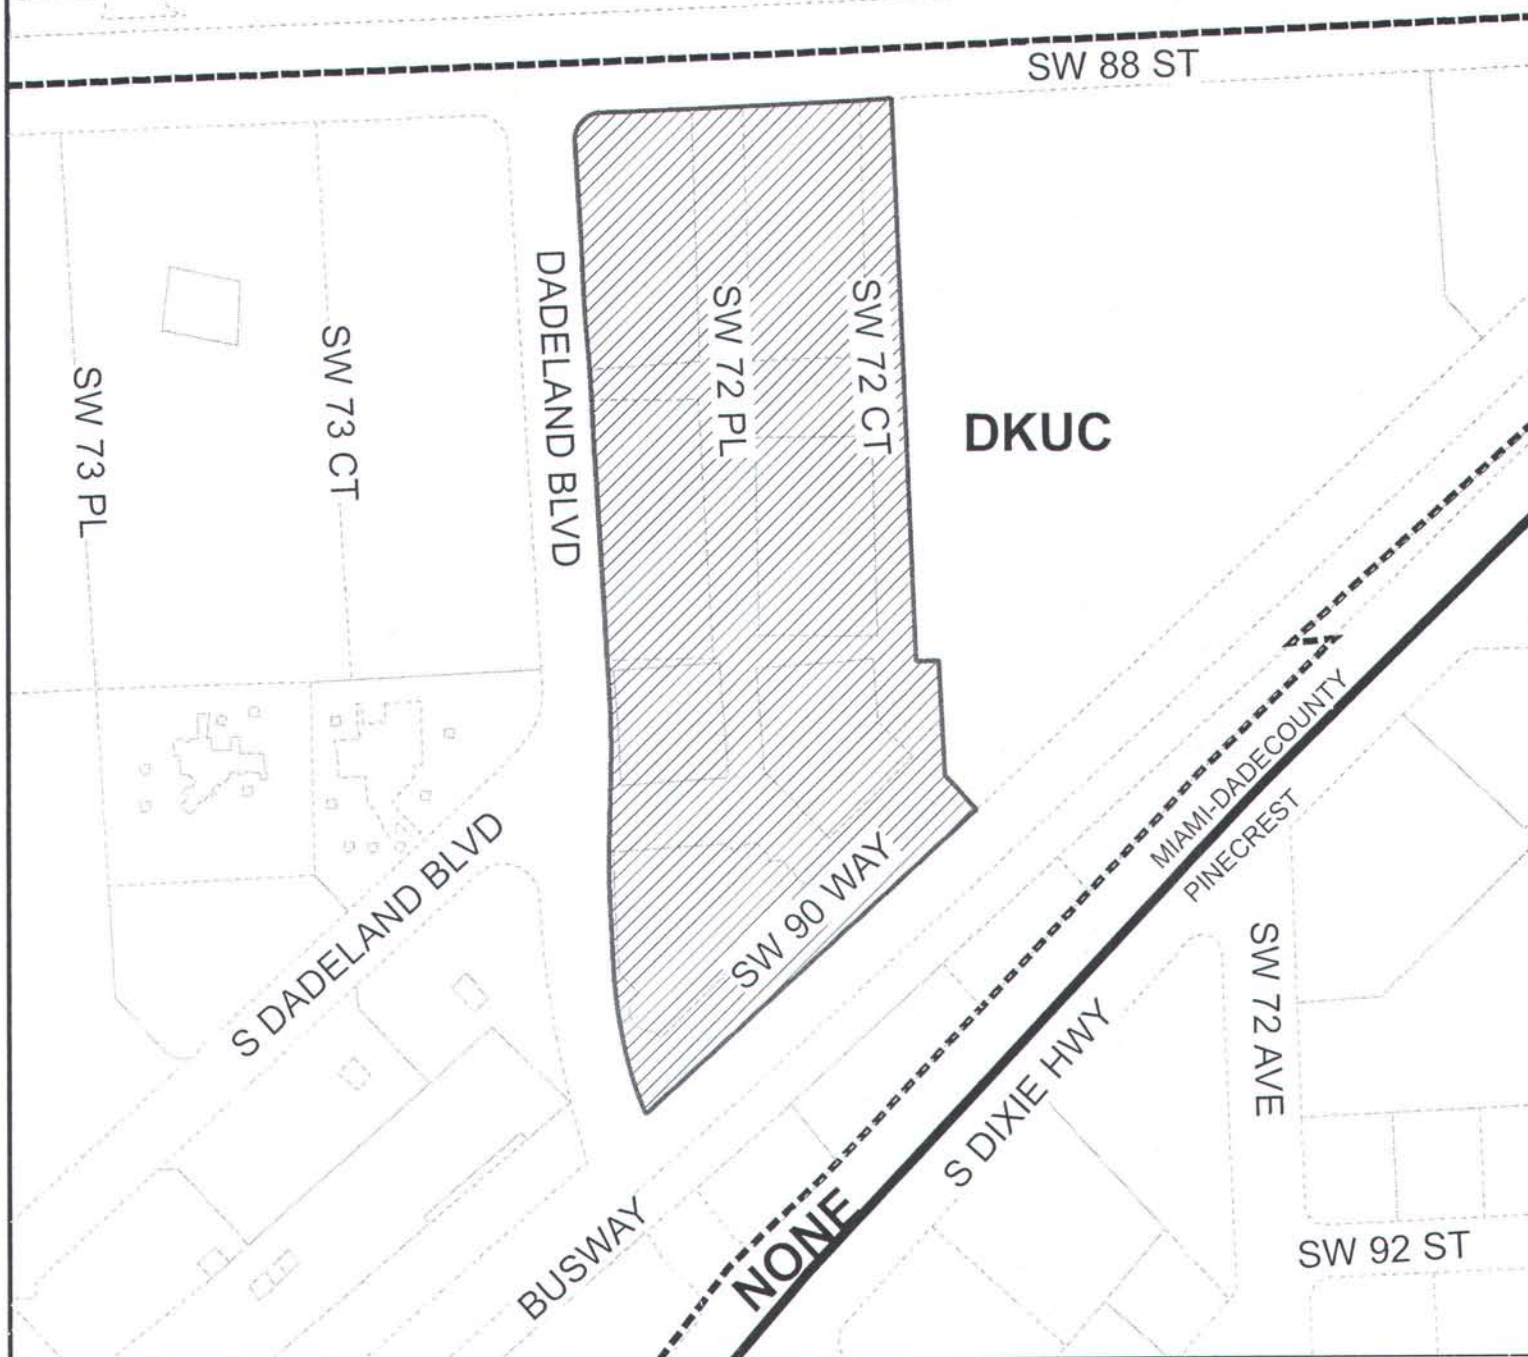 SW 88 ST
DADELAND BLVD
SW 72 PL
SW 72 CT
SW 73 CT
SW 73 PL
DKUC
MIAMI-DADECOUNTY
PINECREST
S DADELAND BLVD
SW 90 WAY
SW 72 AVE
S DIXIE HWY
BUSWAY
NONE
SW 92 ST